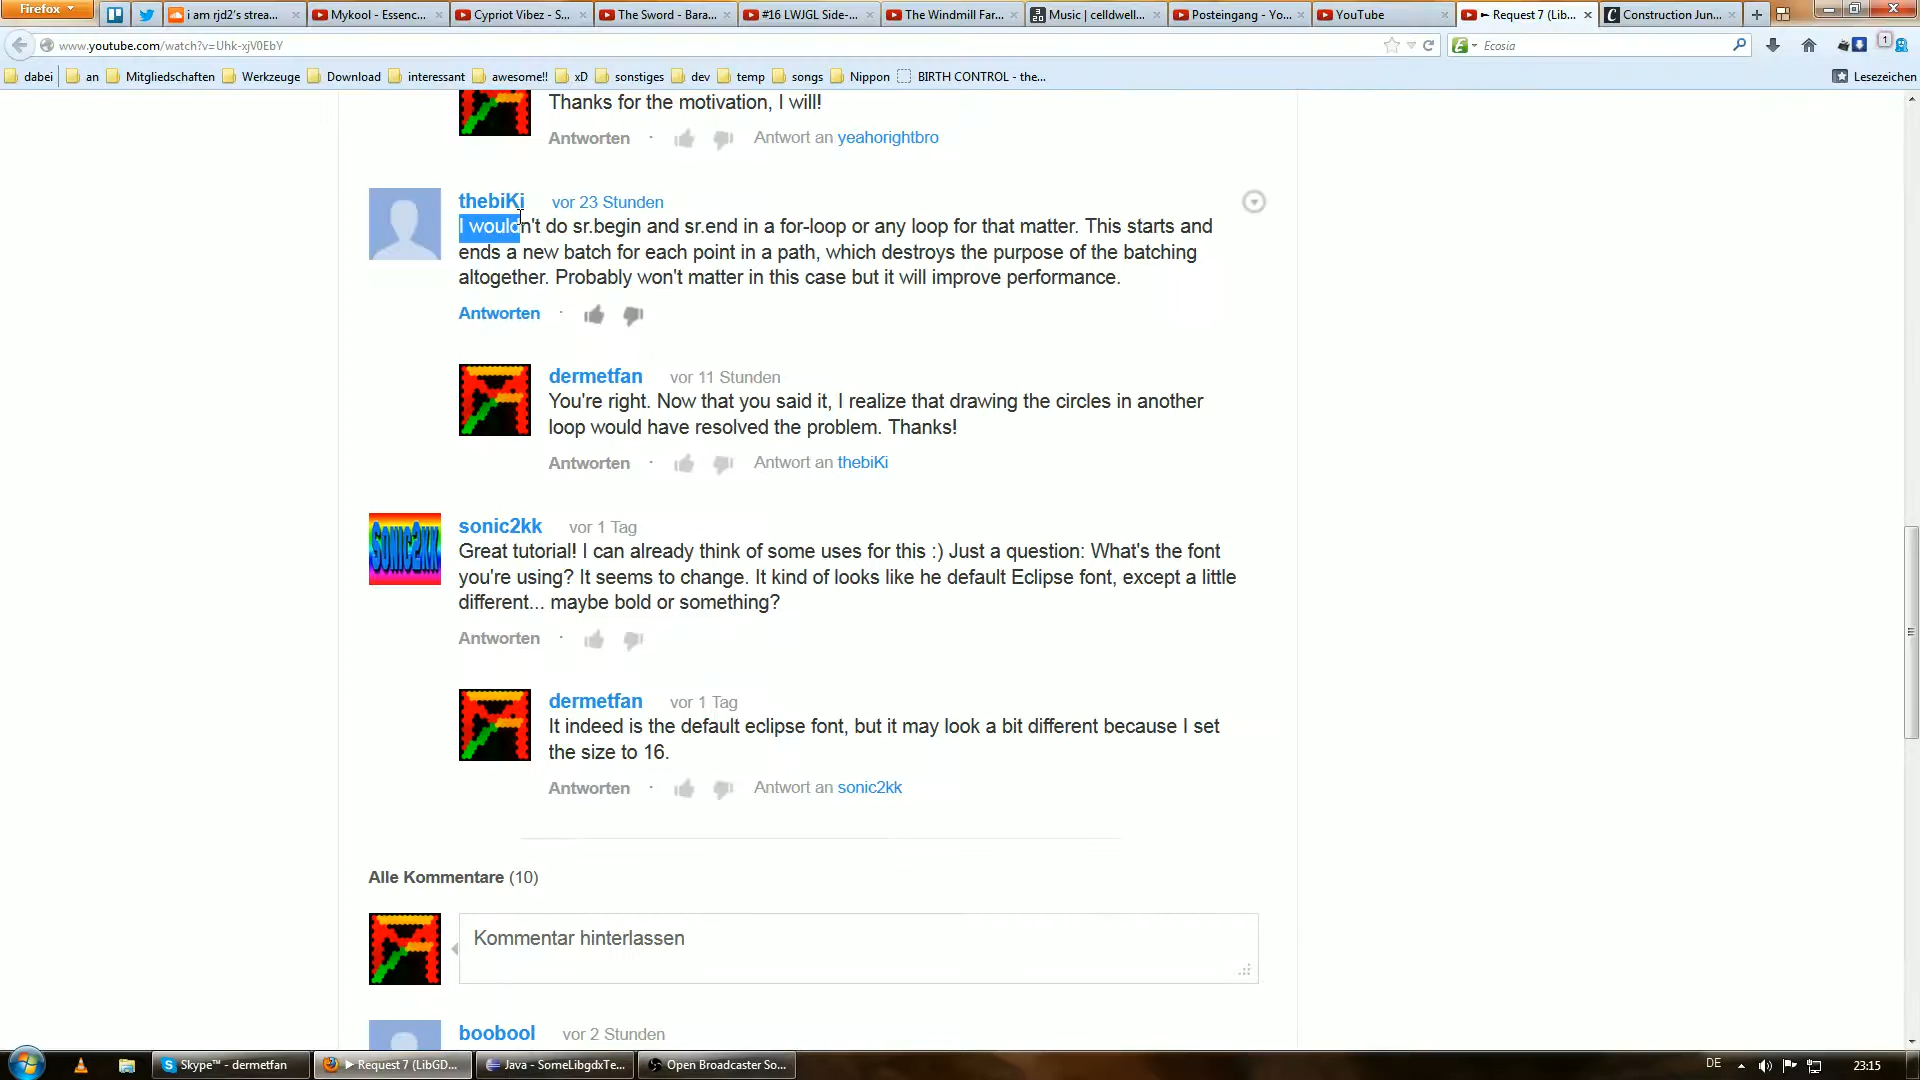 Firefox
i am rjd2's strea...
Mykool - Essenc...
Cypriot Vibez - S...
The Sword - Bara...
#16 LWJGL Side-...
The Windmill Far...
Music | celldwell...
Posteingang - Yo...
YouTube
► Request 7 (Lib...
Construction Jun...
www.youtube.com/watch?v=Uhk-xjV0EbY
Ecosia
1
dabei
an
Mitgliedschaften
Werkzeuge
Download
interessant
awesome!!
xD
sonstiges
dev
temp
songs
Nippon
BIRTH CONTROL - the...
Lesezeichen
Thanks for the motivation, I will!
Antworten · Antwort an yeahorightbro
thebiKi vor 23 Stunden
I wouldn't do sr.begin and sr.end in a for-loop or any loop for that matter. This starts and
ends a new batch for each point in a path, which destroys the purpose of the batching
altogether. Probably won't matter in this case but it will improve performance.
Antworten ·
dermetfan vor 11 Stunden
You're right. Now that you said it, I realize that drawing the circles in another
loop would have resolved the problem. Thanks!
Antworten · Antwort an thebiKi
SONIC2KK
sonic2kk vor 1 Tag
Great tutorial! I can already think of some uses for this :) Just a question: What's the font
you're using? It seems to change. It kind of looks like he default Eclipse font, except a little
different... maybe bold or something?
Antworten ·
dermetfan vor 1 Tag
It indeed is the default eclipse font, but it may look a bit different because I set
the size to 16.
Antworten · Antwort an sonic2kk
Alle Kommentare (10)
Kommentar hinterlassen
boobool vor 2 Stunden
Skype™ - dermetfan
► Request 7 (LibGD...
Java - SomeLibgdxTe...
Open Broadcaster So...
DE
23:15